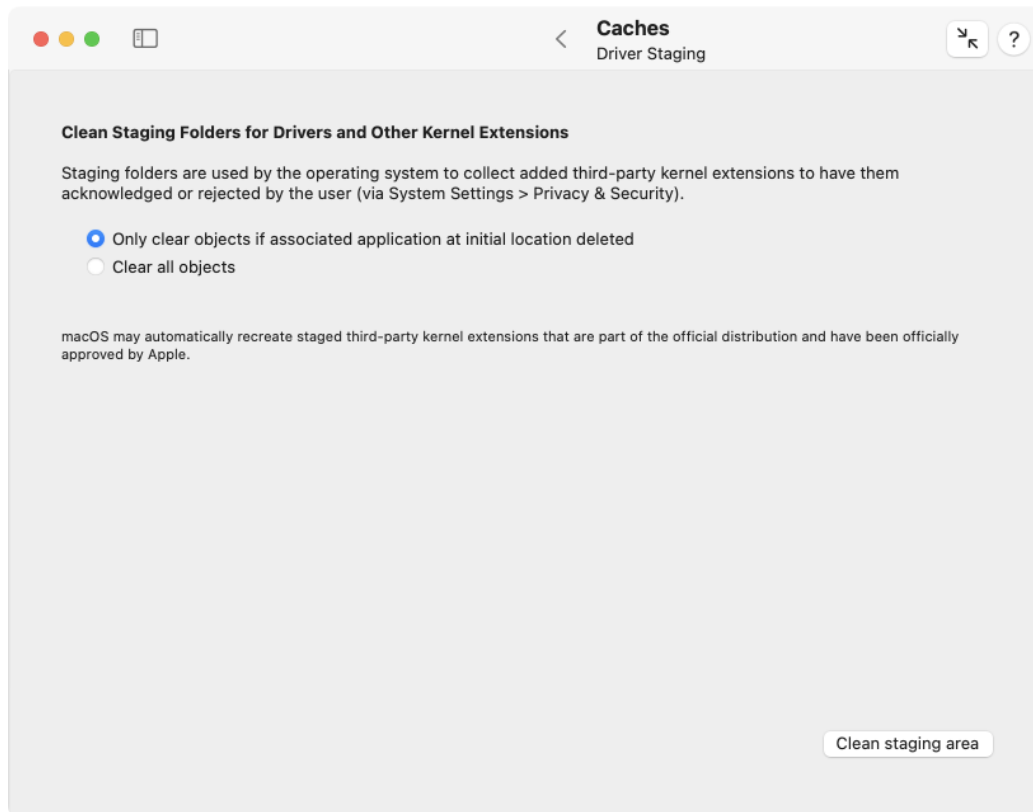 Caches
Driver Staging
?
Clean Staging Folders for Drivers and Other Kernel Extensions
Staging folders are used by the operating system to collect added third-party kernel extensions to have them
acknowledged or rejected by the user (via System Settings > Privacy & Security).
Only clear objects if associated application at initial location deleted
Clear all objects
macOS may automatically recreate staged third-party kernel extensions that are part of the official distribution and have been officially
approved by Apple.
Clean staging area